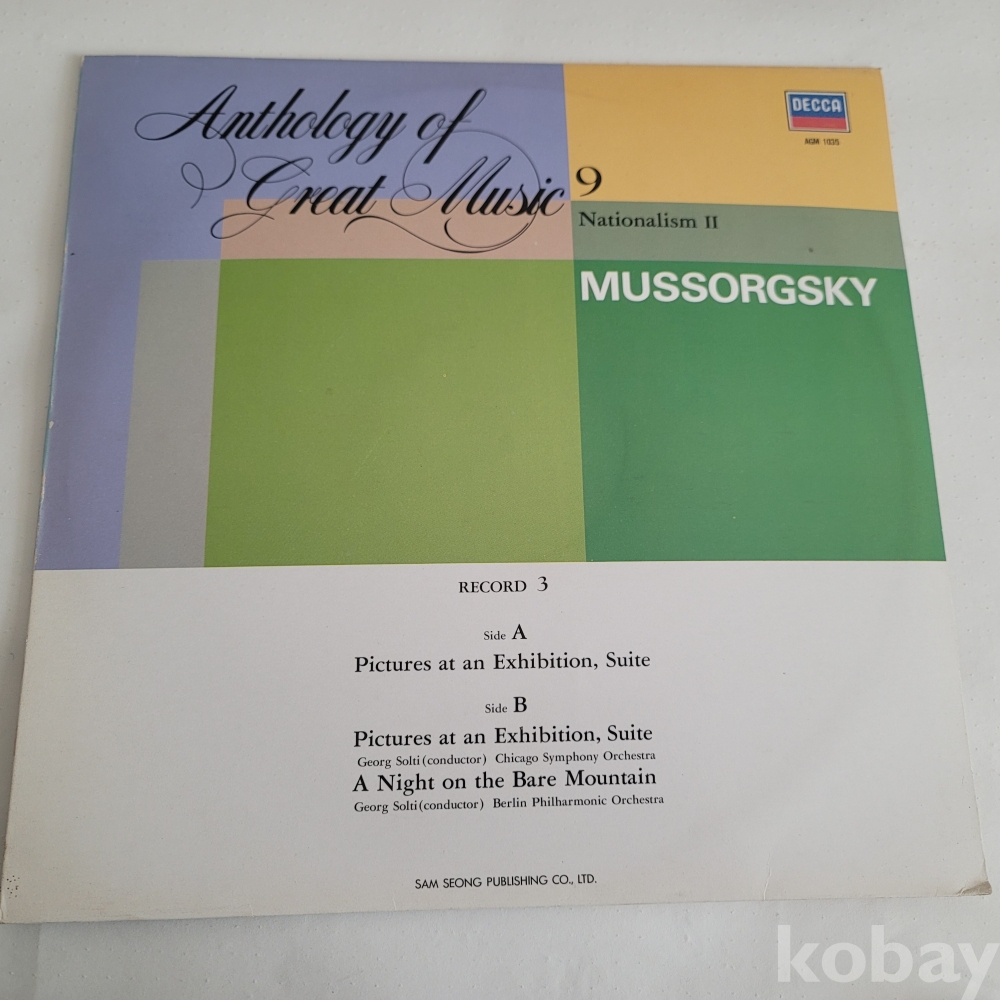 Anthology of
Great Music 9
DECCA
AGM 1035
Nationalism II
MUSSORGSKY
RECORD 3
Side A
Pictures at an Exhibition, Suite
Side B
Pictures at an Exhibition, Suite
Georg Solti (conductor) Chicago Symphony Orchestra
A Night on the Bare Mountain
Georg Solti (conductor) Berlin Philharmonic Orchestra
SAM SEONG PUBLISHING CO., LTD.
kobay